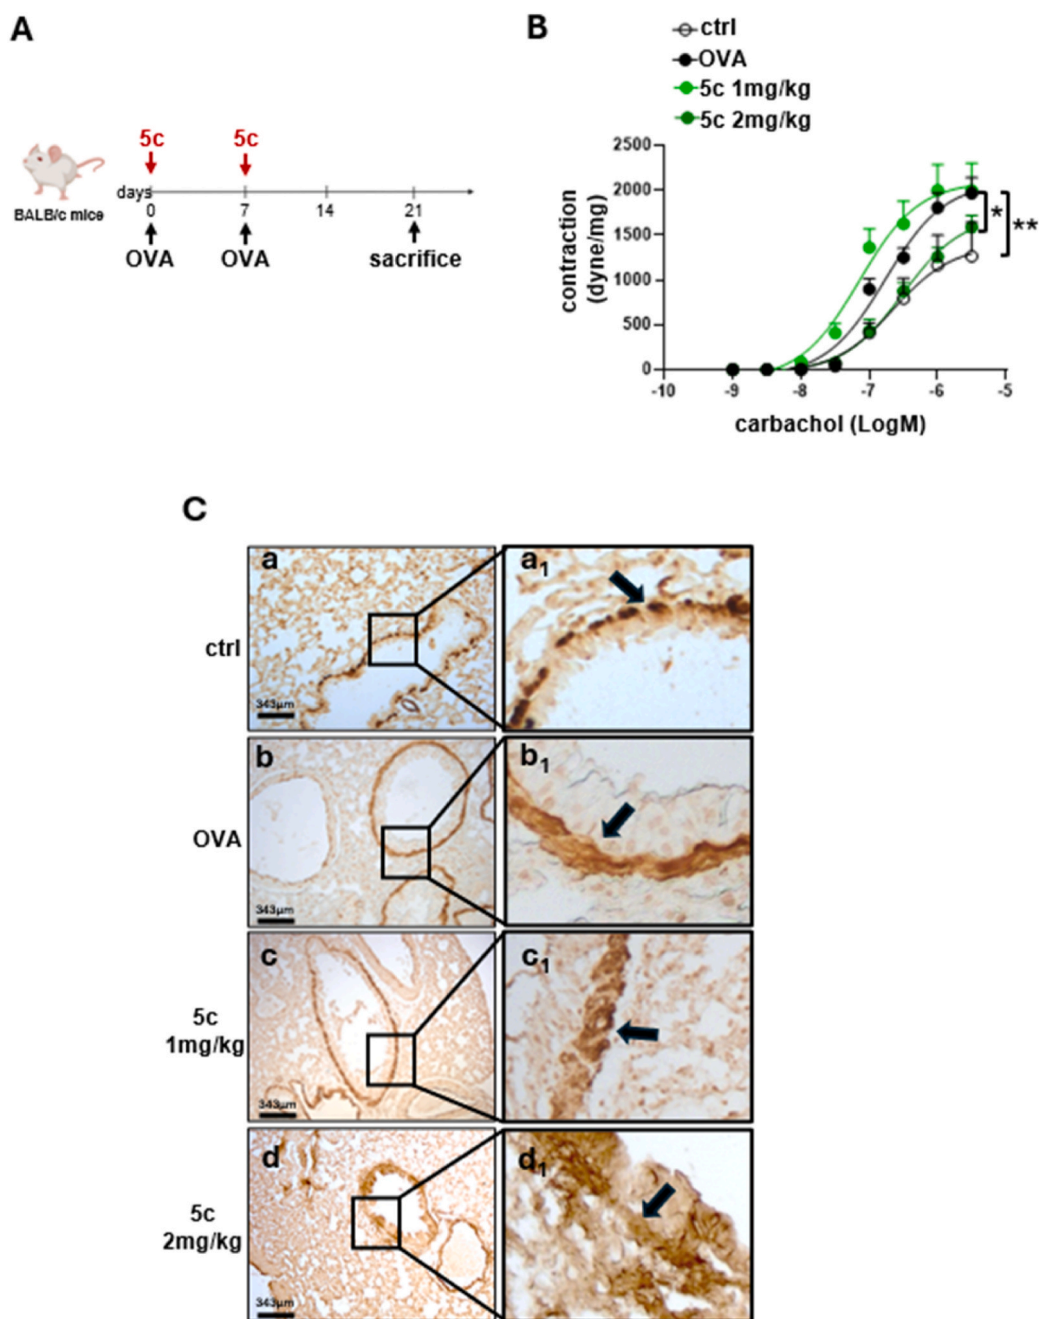 A
5c 5c
days
0 7 14 21
BALB/c mice
OVA OVA sacrifice
B
ctrl
OVA
5c 1mg/kg
5c 2mg/kg
2500
2000
1500
1000
500
0
contraction
(dyne/mg)
* **
-10 -9 -8 -7 -6 -5
carbachol (LogM)
C
ctrl
a
343µm
a1
OVA
b
343µm
b1
5c
1mg/kg
c
343µm
c1
5c
2mg/kg
d
343µm
d1